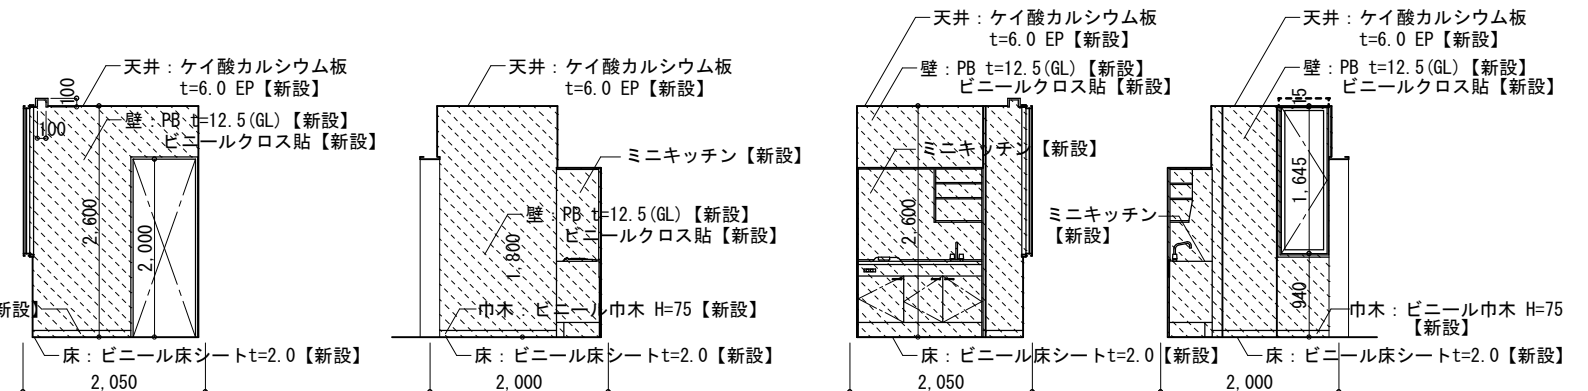 天井：ケイ酸カルシウム板
t=6.0 EP【新設】
100
100
壁：PB t=12.5(GL)【新設】
ビニールクロス貼【新設】
2,600
2,000
新設】
床：ビニール床シートt=2.0【新設】
2,050
天井：ケイ酸カルシウム板
t=6.0 EP【新設】
ミニキッチン【新設】
壁：PB t=12.5(GL)【新設】
ビニールクロス貼【新設】
1,800
巾木：ビニール巾木 H=75【新設】
床：ビニール床シートt=2.0【新設】
2,000
天井：ケイ酸カルシウム板
t=6.0 EP【新設】
壁：PB t=12.5(GL)【新設】
ビニールクロス貼【新設】
ミニキッチン【新設】
2,600
床：ビニール床シートt=2.0【新設】
2,050
天井：ケイ酸カルシウム板
t=6.0 EP【新設】
壁：PB t=12.5(GL)【新設】
ビニールクロス貼【新設】
15
1,645
ミニキッチン
【新設】
940
巾木：ビニール巾木 H=75
【新設】
床：ビニール床シートt=2.0【新設】
2,000